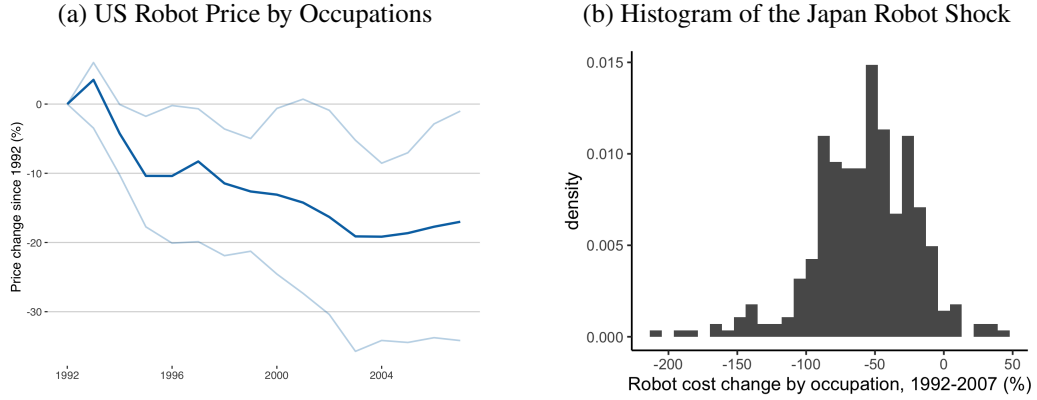 (a) US Robot Price by Occupations
Price change since 1992 (%)
0
-10
-20
-30
1992 1996 2000 2004
(b) Histogram of the Japan Robot Shock
density
0.015
0.010
0.005
0.000
-200 -150 -100 -50 0 50
Robot cost change by occupation, 1992-2007 (%)